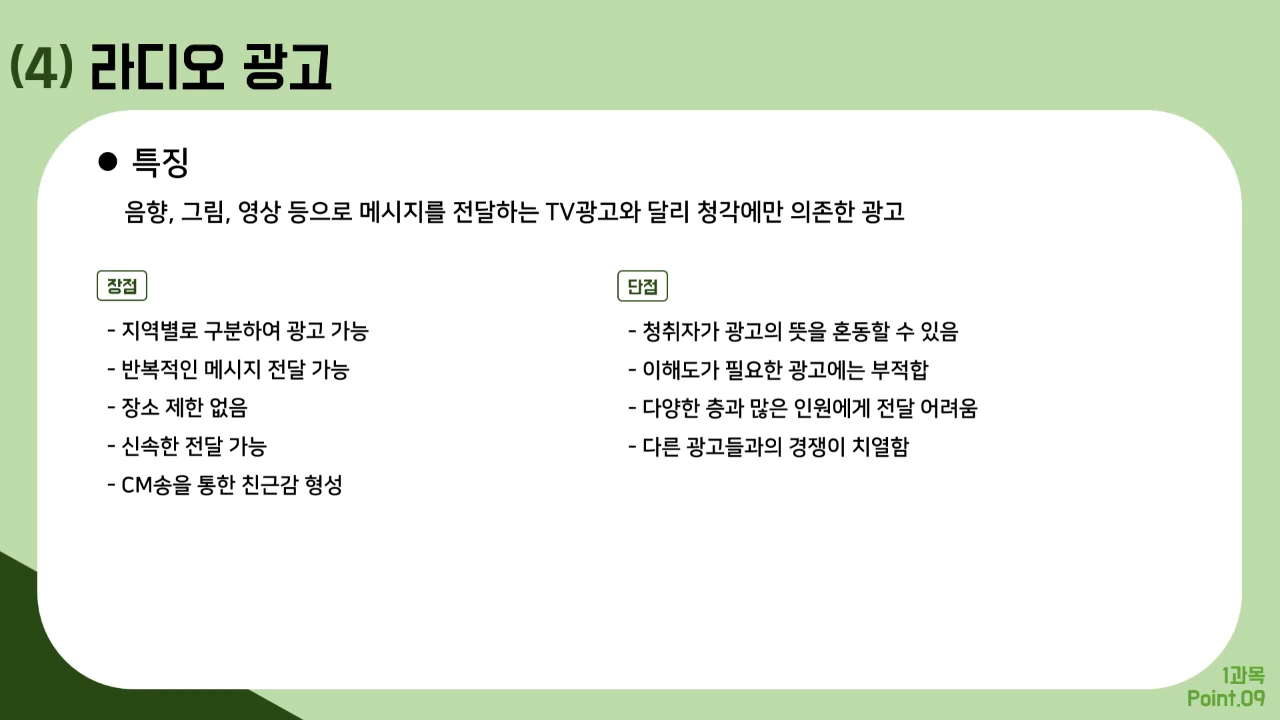 (4) 라디오 광고
● 특징
음향, 그림, 영상 등으로 메시지를 전달하는 TV광고와 달리 청각에만 의존한 광고
장점
- 지역별로 구분하여 광고 가능
- 반복적인 메시지 전달 가능
- 장소 제한 없음
- 신속한 전달 가능
- CM송을 통한 친근감 형성
단점
- 청취자가 광고의 뜻을 혼동할 수 있음
- 이해도가 필요한 광고에는 부적합
- 다양한 층과 많은 인원에게 전달 어려움
- 다른 광고들과의 경쟁이 치열함
1과목
Point.09